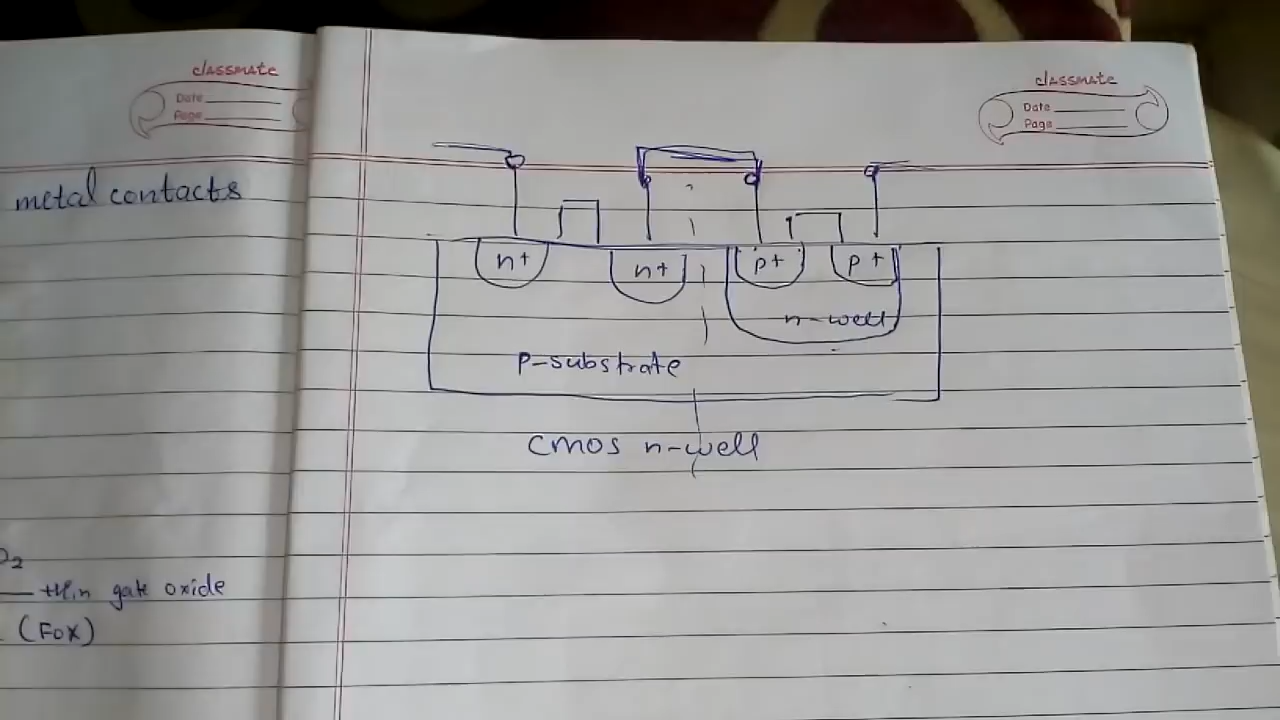 classmate
Date
Page
metal contacts
thin gate oxide
(FOX)
classmate
Date
Page
n+
n+
p+
p+
n-well
p-substrate
CMOS n-well